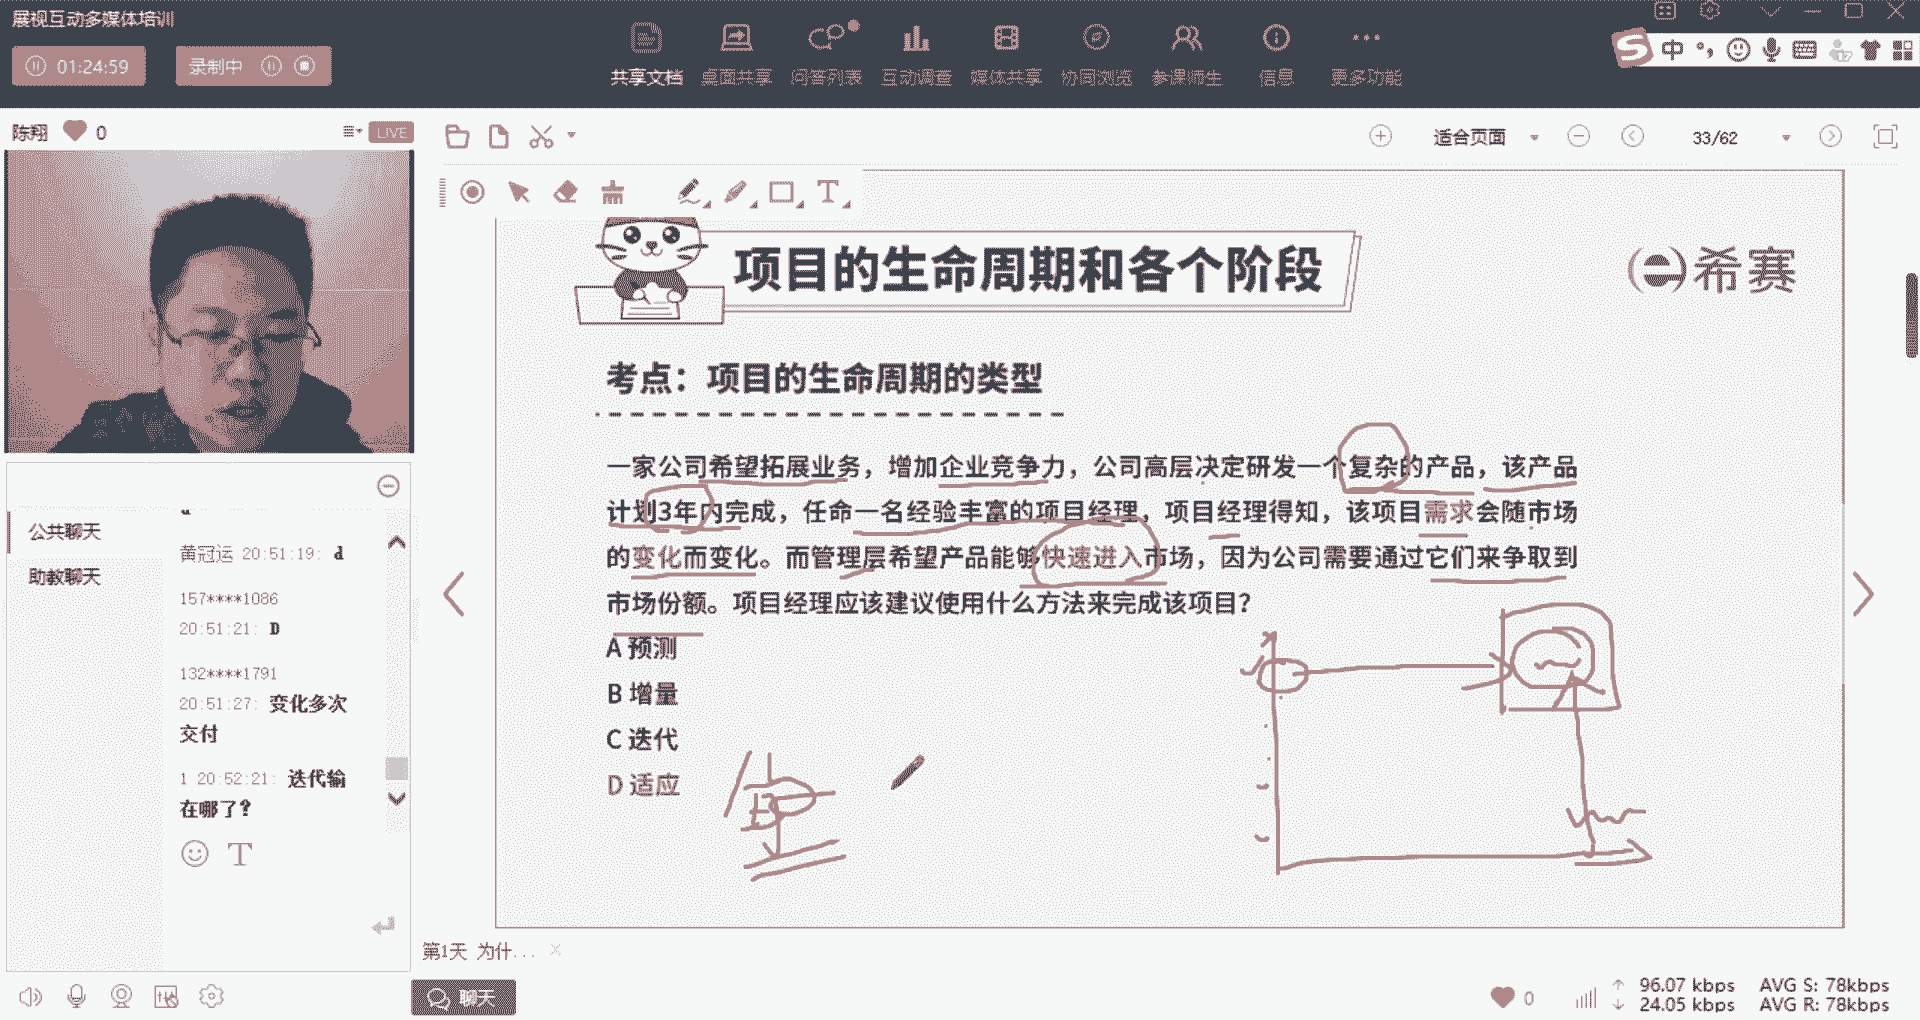 展视互动多媒体培训
01:24:59
录制中
共享文档 桌面共享 问答列表 互动调查 媒体共享 协同浏览 参课师生 信息 更多功能
中
陈翔 0
LIVE
适合页面
33/62
项目的生命周期和各个阶段
希赛
考点：项目的生命周期的类型
一家公司希望拓展业务，增加企业竞争力，公司高层决定研发一个复杂的产品，该产品
计划3年内完成，任命一名经验丰富的项目经理，项目经理得知，该项目需求会随市场
的变化而变化。而管理层希望产品能够快速进入市场，因为公司需要通过它们来争取到
市场份额。项目经理应该建议使用什么方法来完成该项目？
A 预测
B 增量
C 迭代
D 适应
公共聊天
助教聊天
d
黄冠运 20:51:19: d
157****1086
20:51:21: D
132****1791
20:51:27: 变化多次
交付
1 20:52:21: 迭代输
在哪了？
第1天 为什...
聊天
0
96.07 kbps AVG S: 78kbps
24.05 kbps AVG R: 78kbps